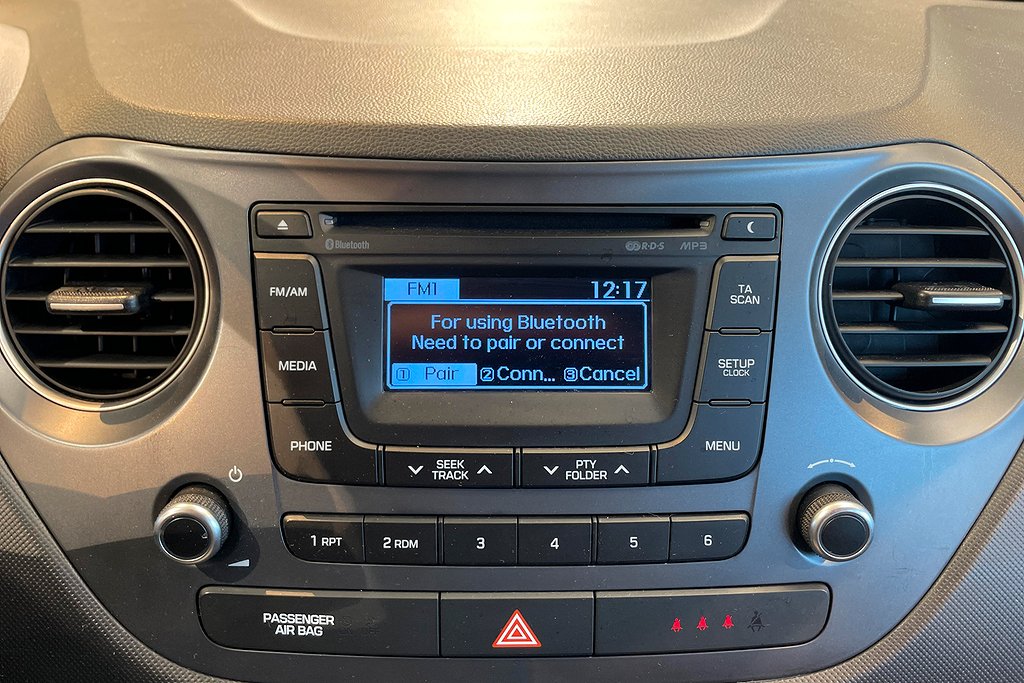 Bluetooth
R·D·S
MP3
FM/AM
MEDIA
PHONE
FM1
12:17
For using Bluetooth
Need to pair or connect
1 Pair 2 Conn... 3 Cancel
TA
SCAN
SETUP
CLOCK
MENU
SEEK
TRACK
PTY
FOLDER
1 RPT
2 RDM
3
4
5
6
PASSENGER
AIR BAG